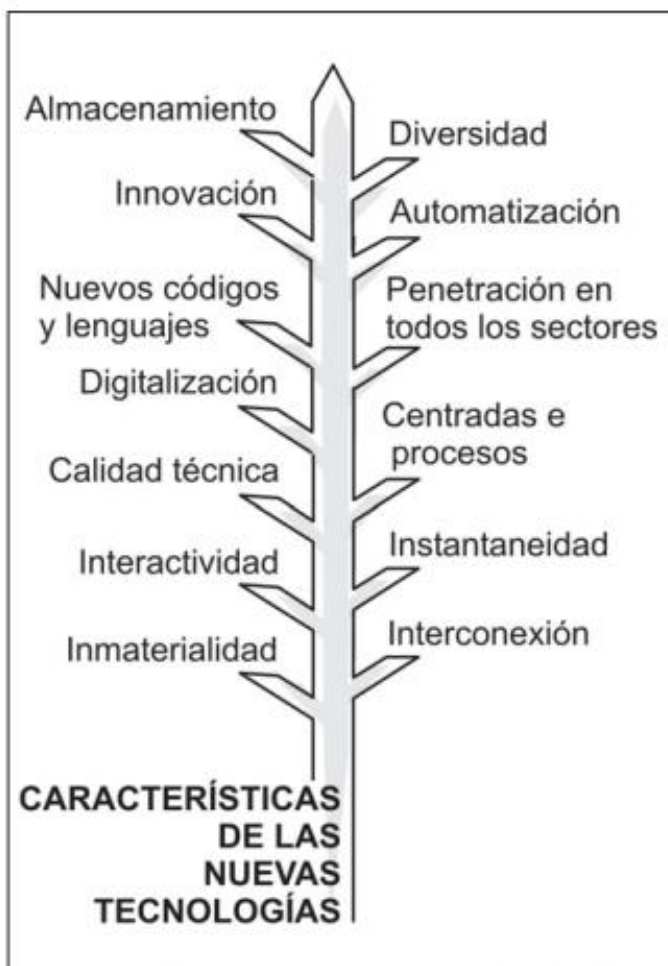 Almacenamiento
Innovación
Nuevos códigos
y lenguajes
Digitalización
Calidad técnica
Interactividad
Inmaterialidad
Diversidad
Automatización
Penetración en
todos los sectores
Centradas e
procesos
Instantaneidad
Interconexión
CARACTERÍSTICAS
DE LAS
NUEVAS
TECNOLOGÍAS